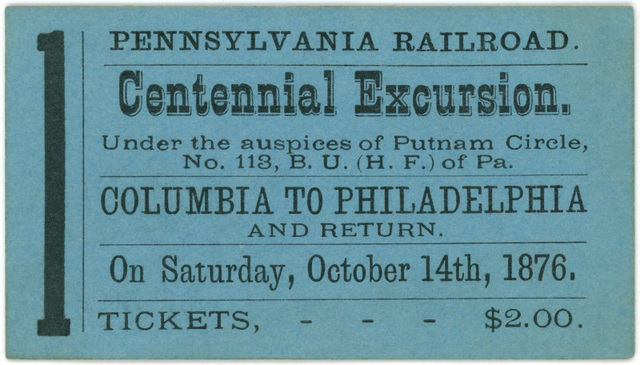 1
PENNSYLVANIA RAILROAD.
Centennial Excursion.
Under the auspices of Putnam Circle,
No. 113, B. U. (H. F.) of Pa.
COLUMBIA TO PHILADELPHIA
AND RETURN.
On Saturday, October 14th, 1876.
TICKETS, - - - $2.00.